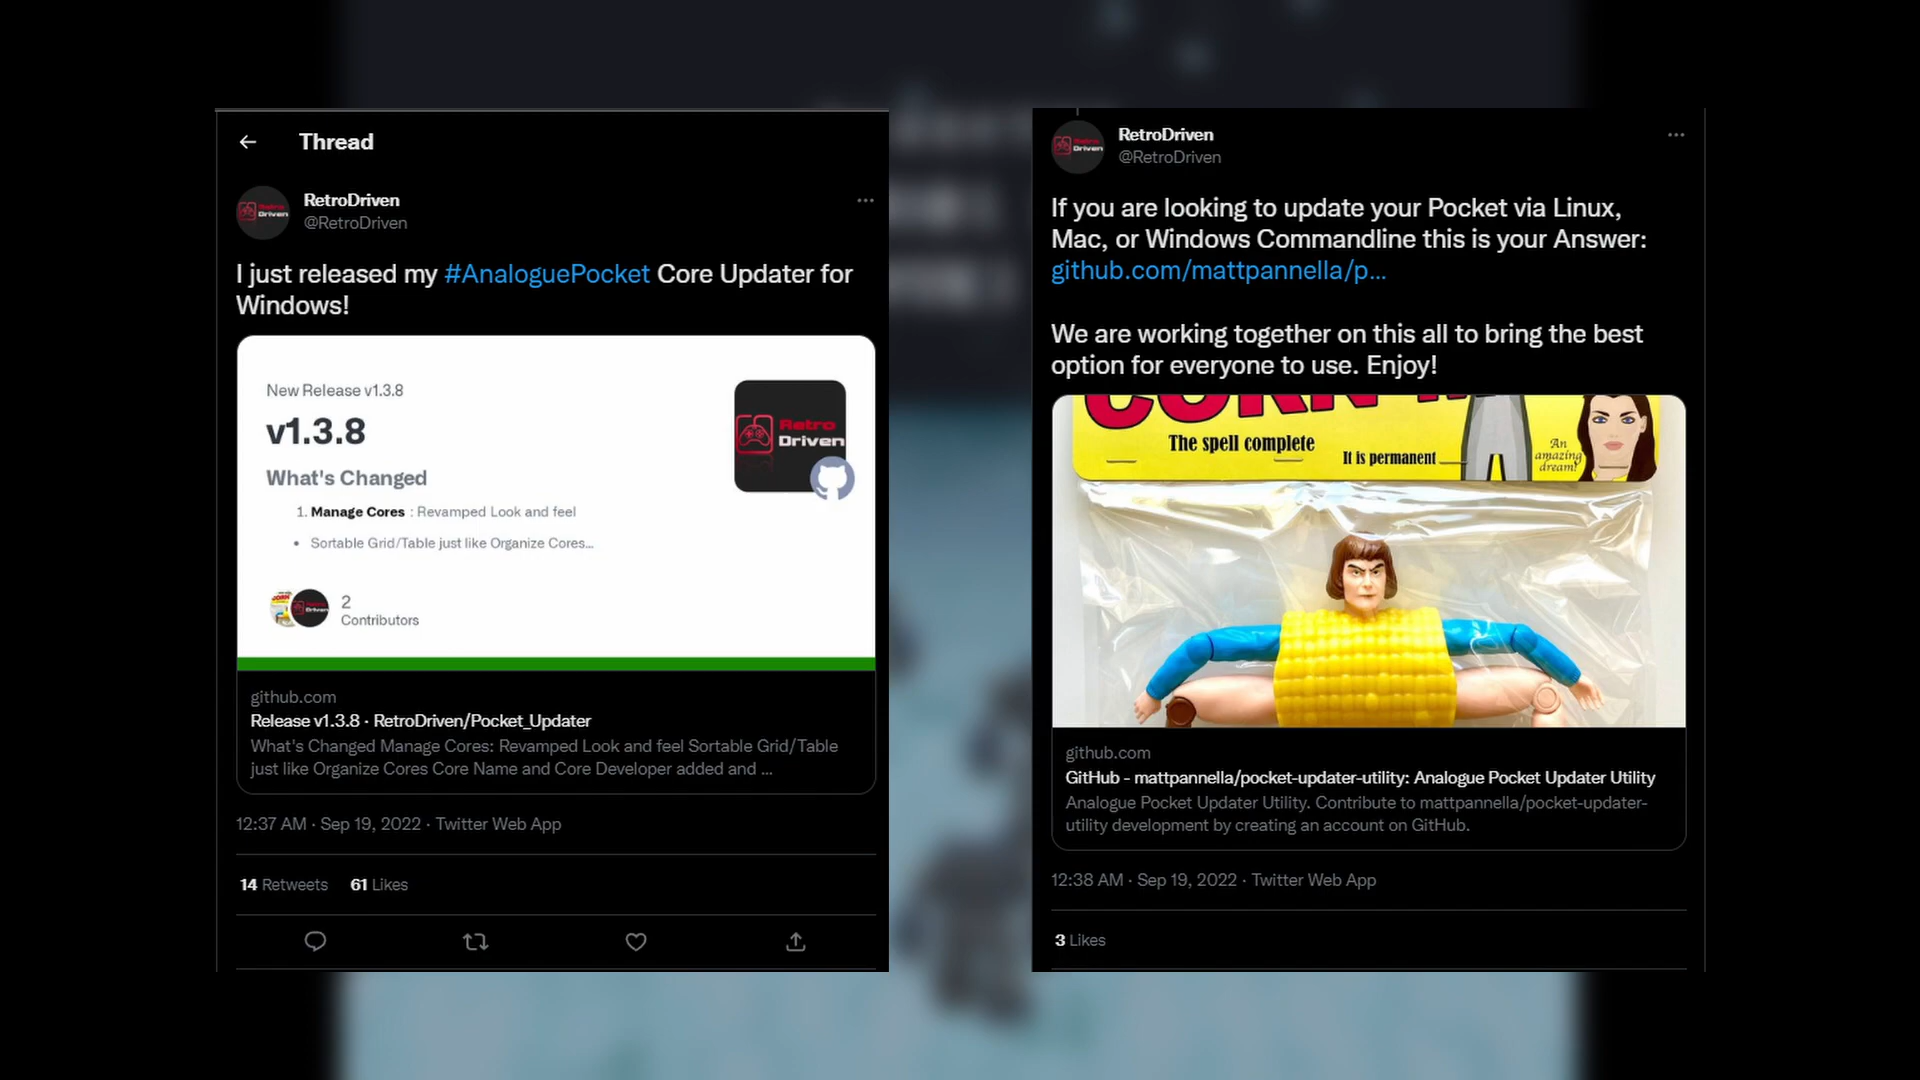 Thread
RetroDriven
@RetroDriven
I just released my #AnaloguePocket Core Updater for
Windows!
New Release v1.3.8
v1.3.8
What's Changed
1. Manage Cores : Revamped Look and feel
• Sortable Grid/Table just like Organize Cores...
Retro
Driven
2
Contributors
github.com
Release v1.3.8 · RetroDriven/Pocket_Updater
What's Changed Manage Cores: Revamped Look and feel Sortable Grid/Table
just like Organize Cores Core Name and Core Developer added and ...
12:37 AM · Sep 19, 2022 · Twitter Web App
14 Retweets 61 Likes
RetroDriven
@RetroDriven
If you are looking to update your Pocket via Linux,
Mac, or Windows Commandline this is your Answer:
github.com/mattpannella/p...
We are working together on this all to bring the best
option for everyone to use. Enjoy!
The spell complete
It is permanent
An
amazing
dream!
github.com
GitHub - mattpannella/pocket-updater-utility: Analogue Pocket Updater Utility
Analogue Pocket Updater Utility. Contribute to mattpannella/pocket-updater-
utility development by creating an account on GitHub.
12:38 AM · Sep 19, 2022 · Twitter Web App
3 Likes